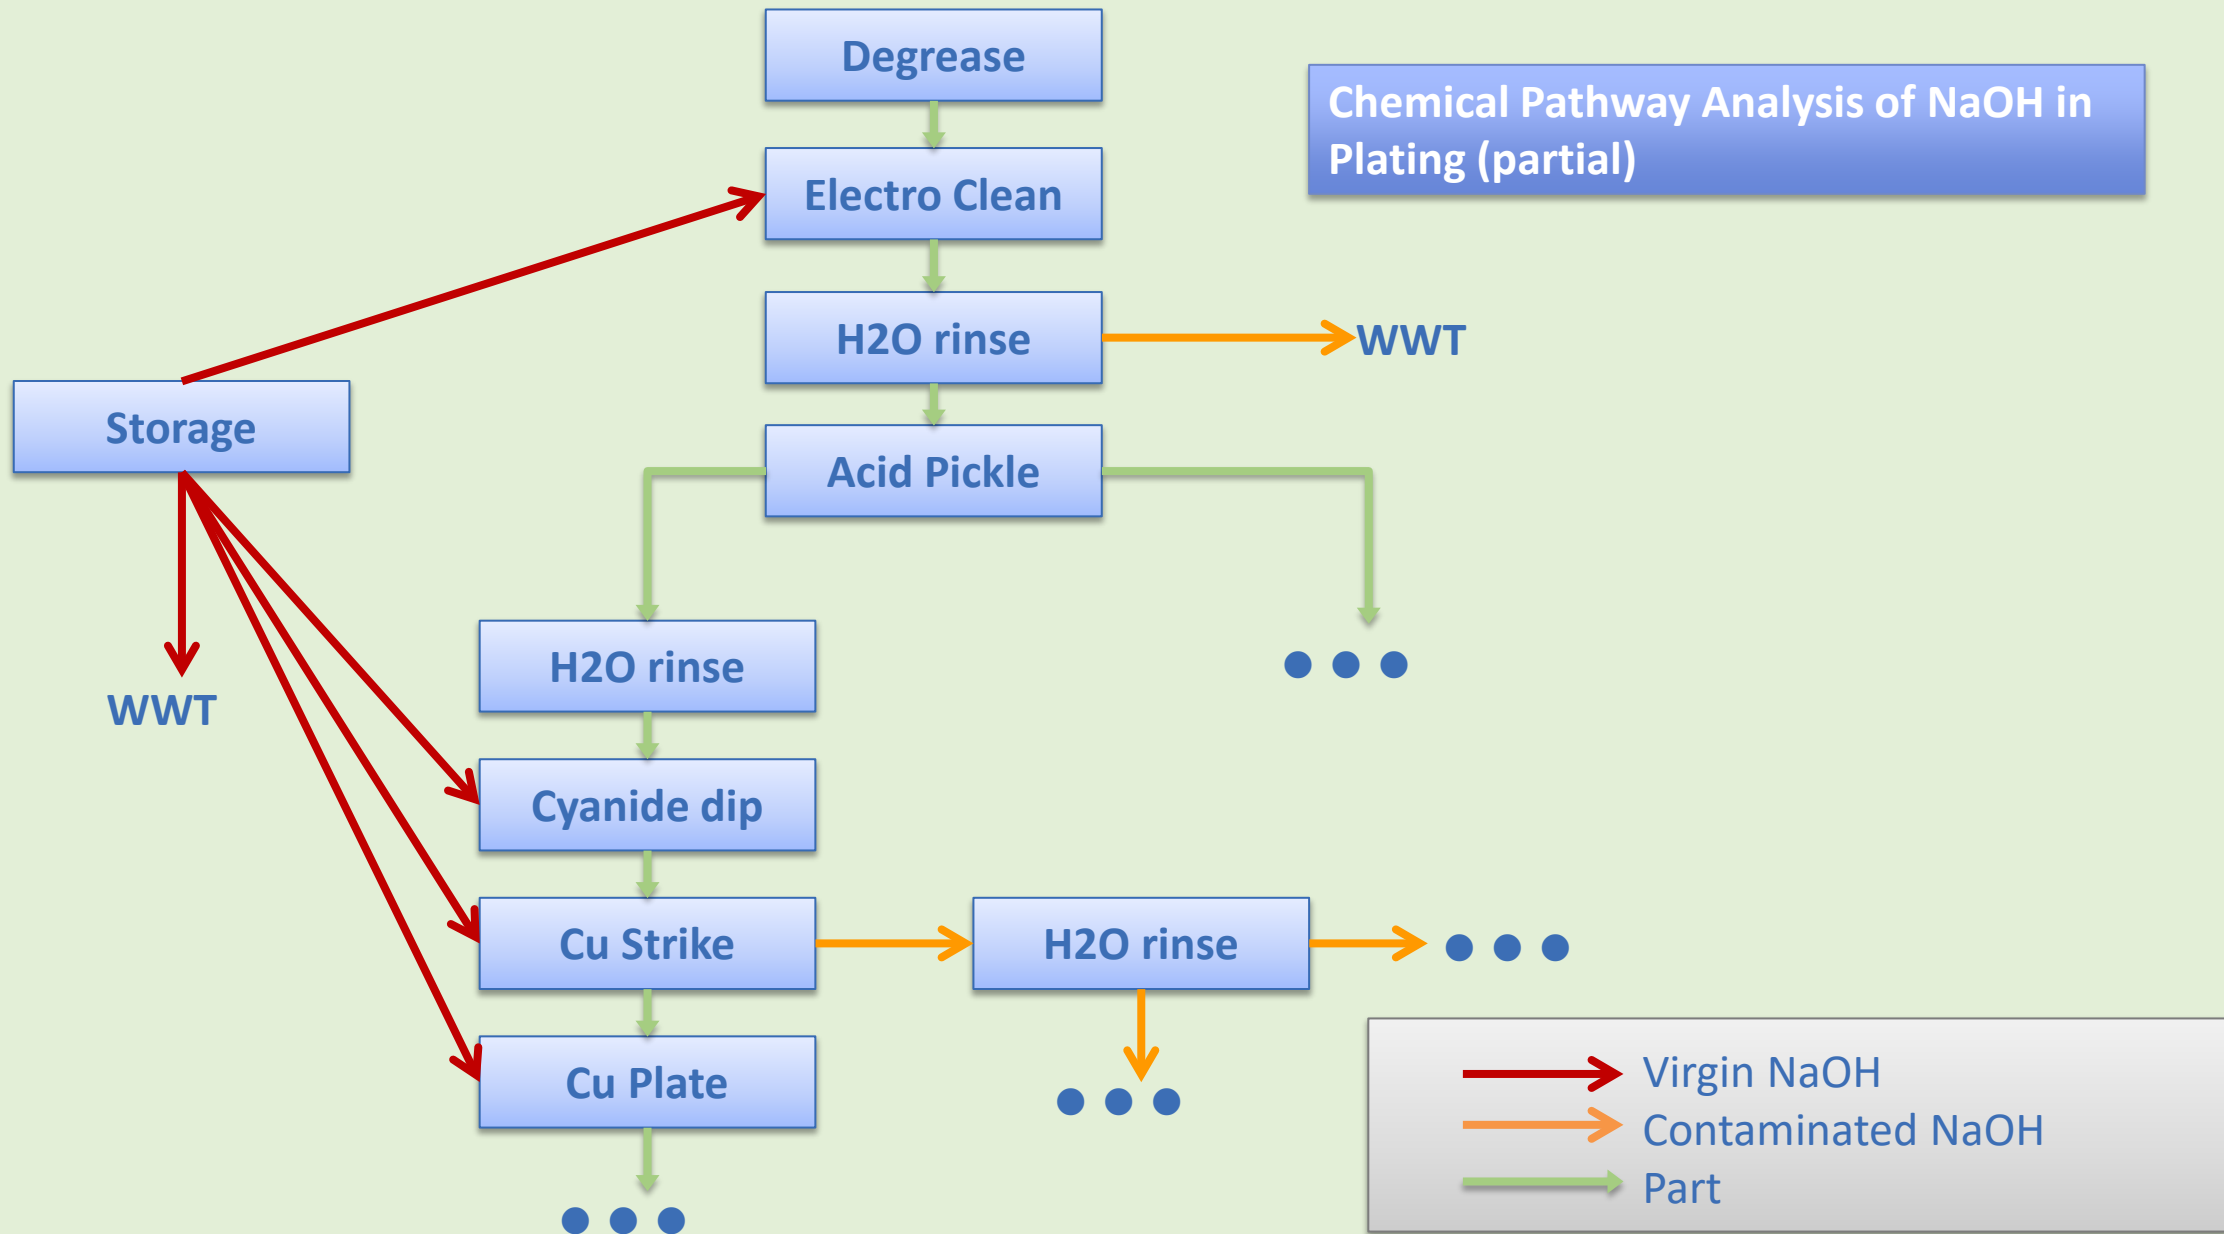 Degrease
Chemical Pathway Analysis of NaOH in
Plating (partial)
Electro Clean
H2O rinse
WWT
Storage
Acid Pickle
H2O rinse
WWT
Cyanide dip
Cu Strike
H2O rinse
Cu Plate
Virgin NaOH
Contaminated NaOH
Part